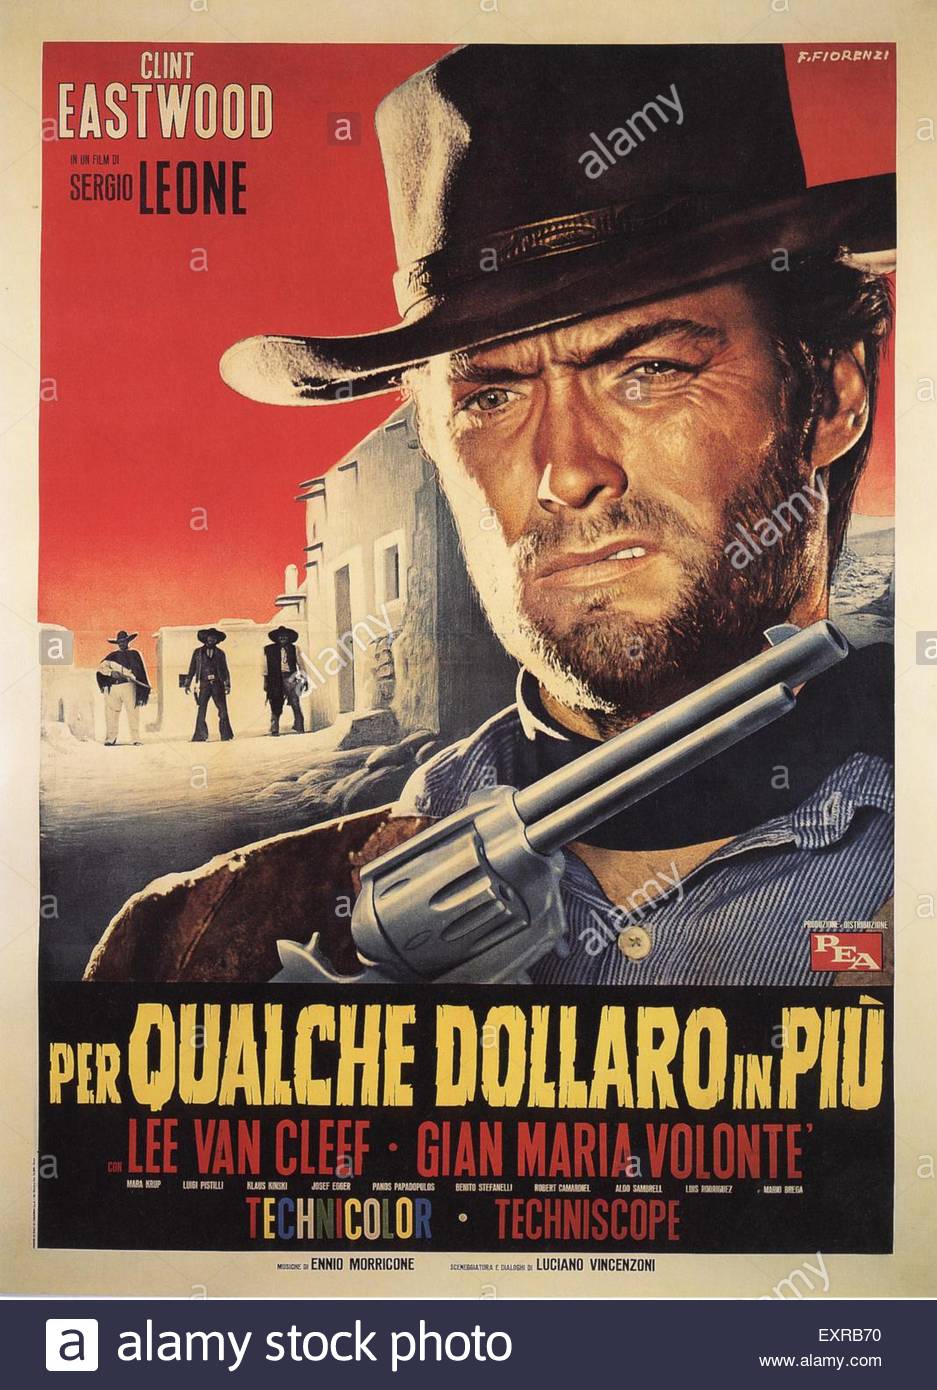 CLINT
EASTWOOD
IN UN FILM DI
SERGIO LEONE
F. FIORENZI
PRODUZIONE E DISTRIBUZIONE
PEA
PER QUALCHE DOLLARO IN PIÙ
CON LEE VAN CLEEF · GIAN MARIA VOLONTE'
MARA KRUP LUIGI PISTILLI KLAUS KINSKI JOSEF EGGER PANOS PAPADOPULOS BENITO STEFANELLI ROBERT CAMARDIEL ALDO SAMBRELL LUIS RODRIGUEZ E MARIO BREGA
TECHNICOLOR · TECHNISCOPE
MUSICHE DI ENNIO MORRICONE SCENEGGIATURA E DIALOGHI DI LUCIANO VINCENZONI
a alamy stock photo
EXRB70
www.alamy.com